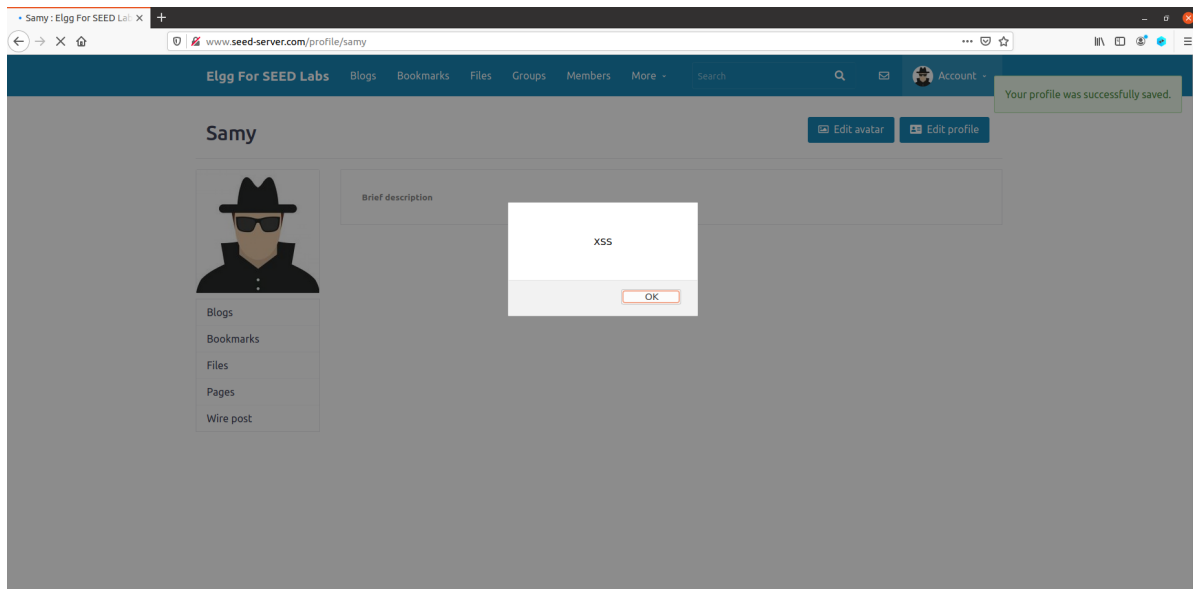 Samy : Elgg For SEED Lab
www.seed-server.com/profile/samy
Elgg For SEED Labs Blogs Bookmarks Files Groups Members More Search Account
Your profile was successfully saved.
Samy Edit avatar Edit profile
Brief description
xss
OK
Blogs
Bookmarks
Files
Pages
Wire post